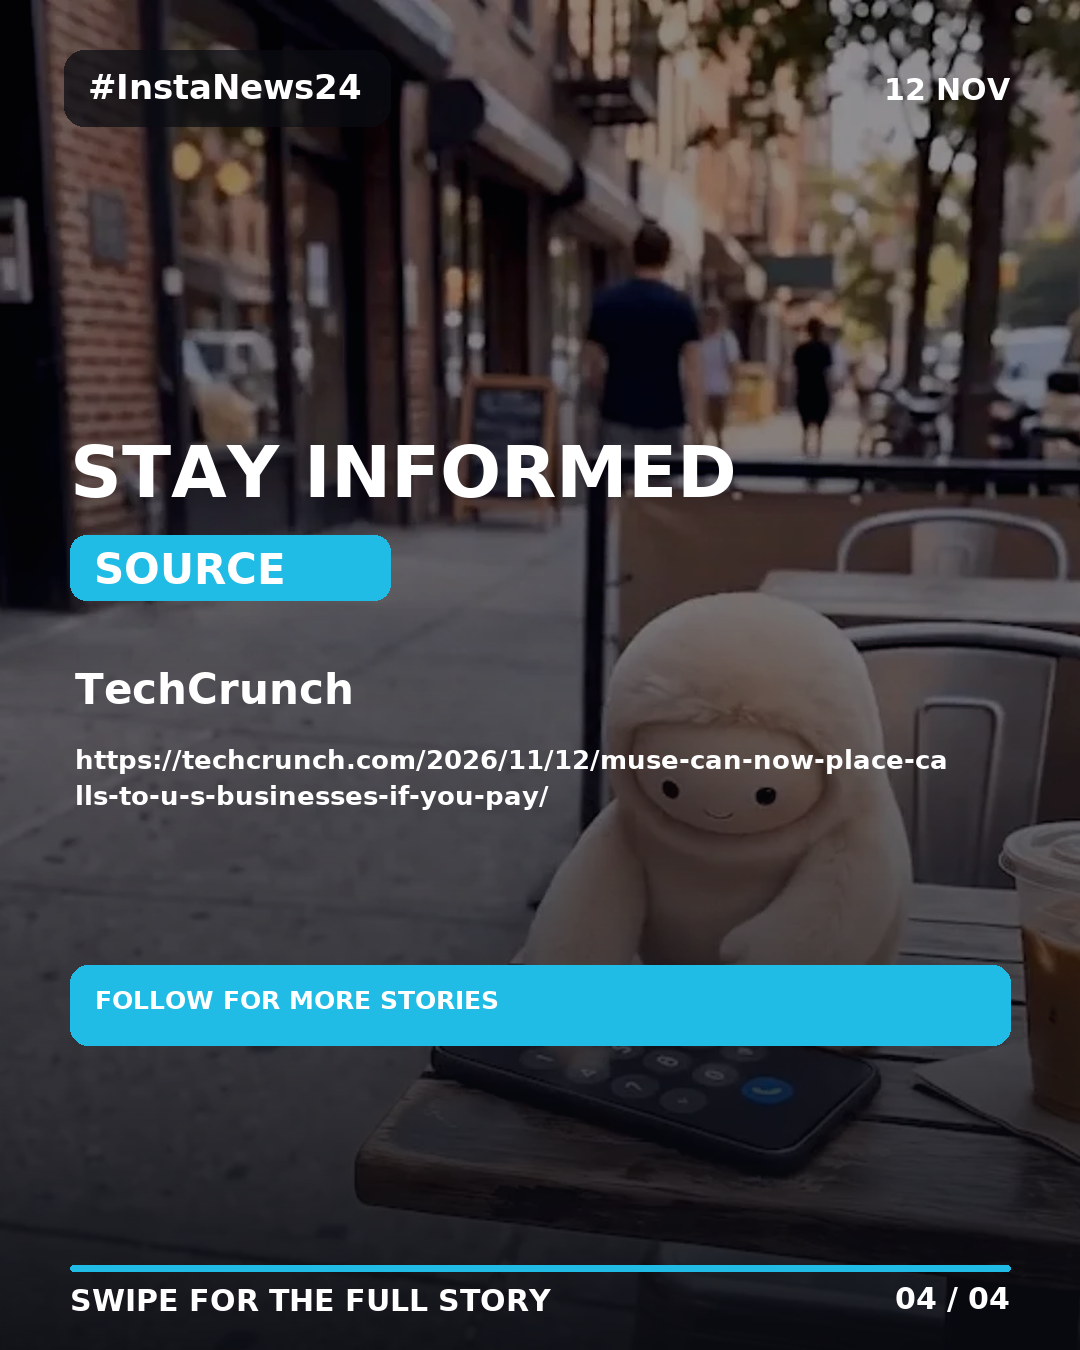 #InstaNews24
12 NOV
STAY INFORMED
SOURCE
TechCrunch
https://techcrunch.com/2026/11/12/muse-can-now-place-ca
lls-to-u-s-businesses-if-you-pay/
FOLLOW FOR MORE STORIES
SWIPE FOR THE FULL STORY
04 / 04